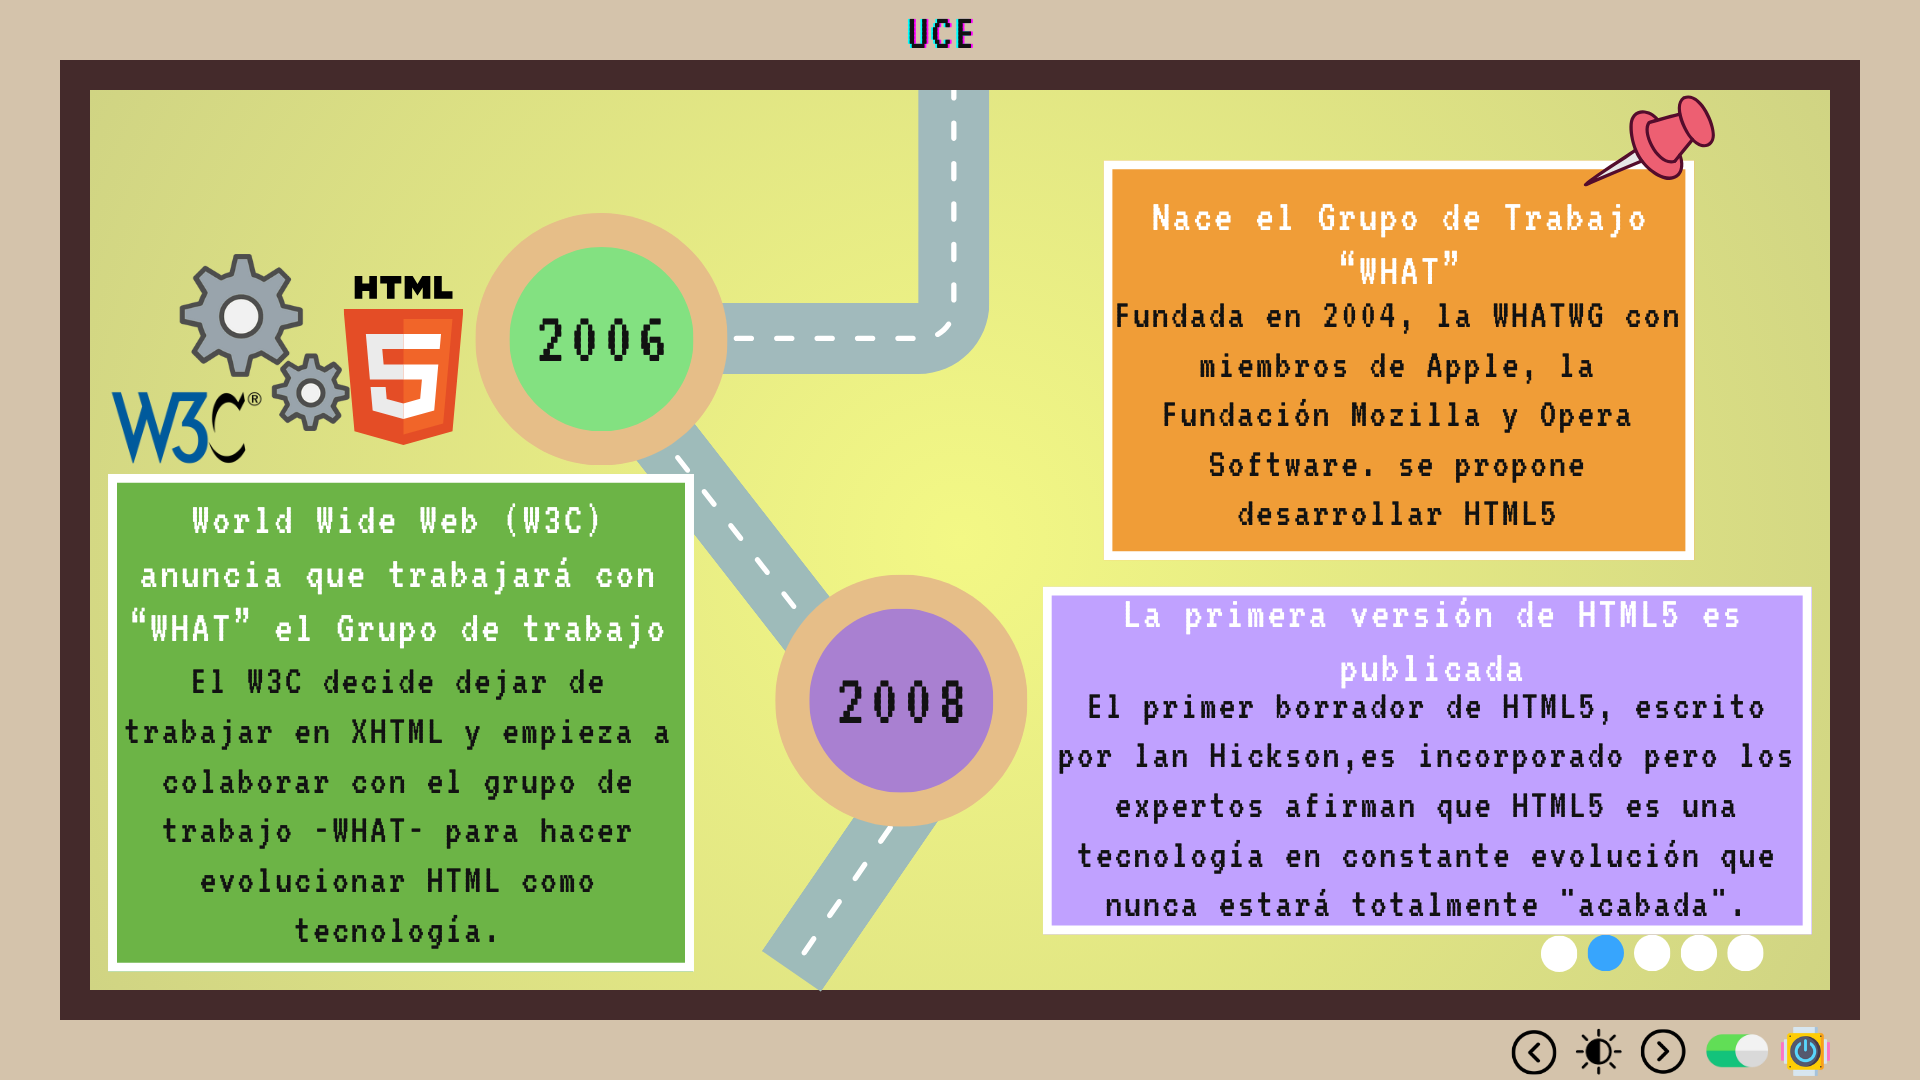 UCE
Nace el Grupo de Trabajo
“WHAT”
Fundada en 2004, la WHATWG con
miembros de Apple, la
Fundación Mozilla y Opera
Software. se propone
desarrollar HTML5
HTML
5
2006
W3C®
World Wide Web (W3C)
anuncia que trabajará con
“WHAT” el Grupo de trabajo
El W3C decide dejar de
trabajar en XHTML y empieza a
colaborar con el grupo de
trabajo -WHAT- para hacer
evolucionar HTML como
tecnología.
2008
La primera versión de HTML5 es
publicada
El primer borrador de HTML5, escrito
por lan Hickson,es incorporado pero los
expertos afirman que HTML5 es una
tecnología en constante evolución que
nunca estará totalmente "acabada".